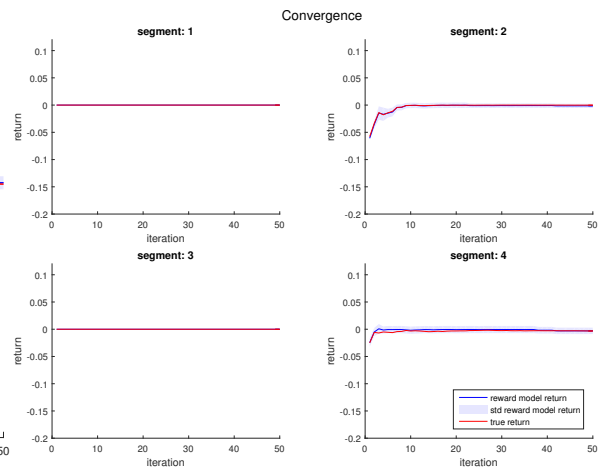 Convergence
segment: 1
0.1
0.05
0
-0.05
-0.1
-0.15
-0.2
return
0 10 20 30 40 50
iteration
segment: 2
0.1
0.05
0
-0.05
-0.1
-0.15
-0.2
return
0 10 20 30 40 50
iteration
segment: 3
0.1
0.05
0
-0.05
-0.1
-0.15
-0.2
return
0 10 20 30 40 50
iteration
segment: 4
0.1
0.05
0
-0.05
-0.1
-0.15
-0.2
return
0 10 20 30 40 50
iteration
reward model return
std reward model return
true return
50